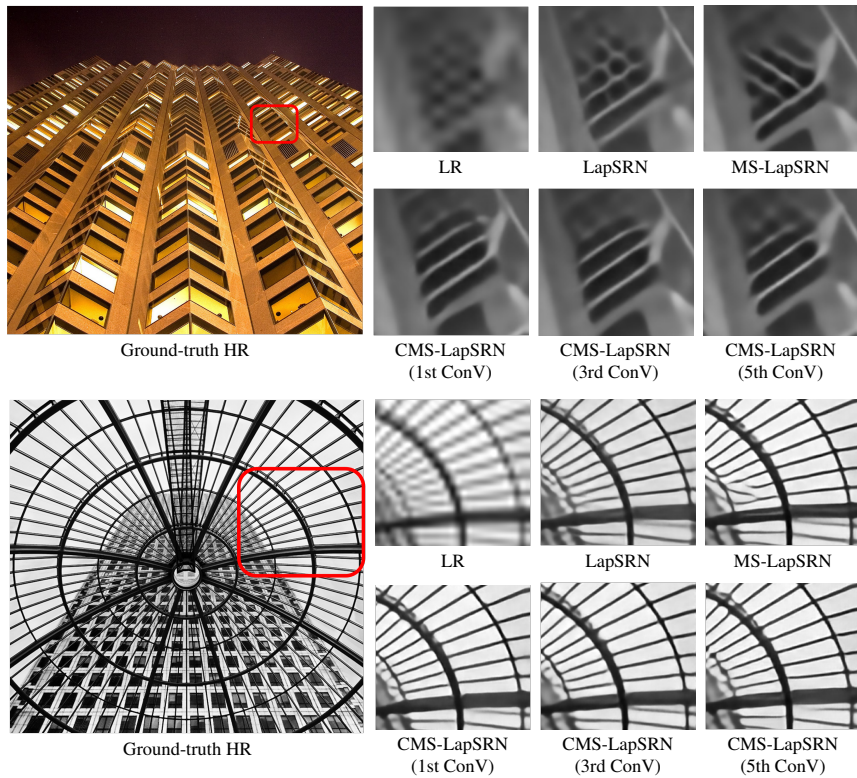 LR
LapSRN
MS-LapSRN
Ground-truth HR
CMS-LapSRN
(1st ConV)
CMS-LapSRN
(3rd ConV)
CMS-LapSRN
(5th ConV)
LR
LapSRN
MS-LapSRN
Ground-truth HR
CMS-LapSRN
(1st ConV)
CMS-LapSRN
(3rd ConV)
CMS-LapSRN
(5th ConV)